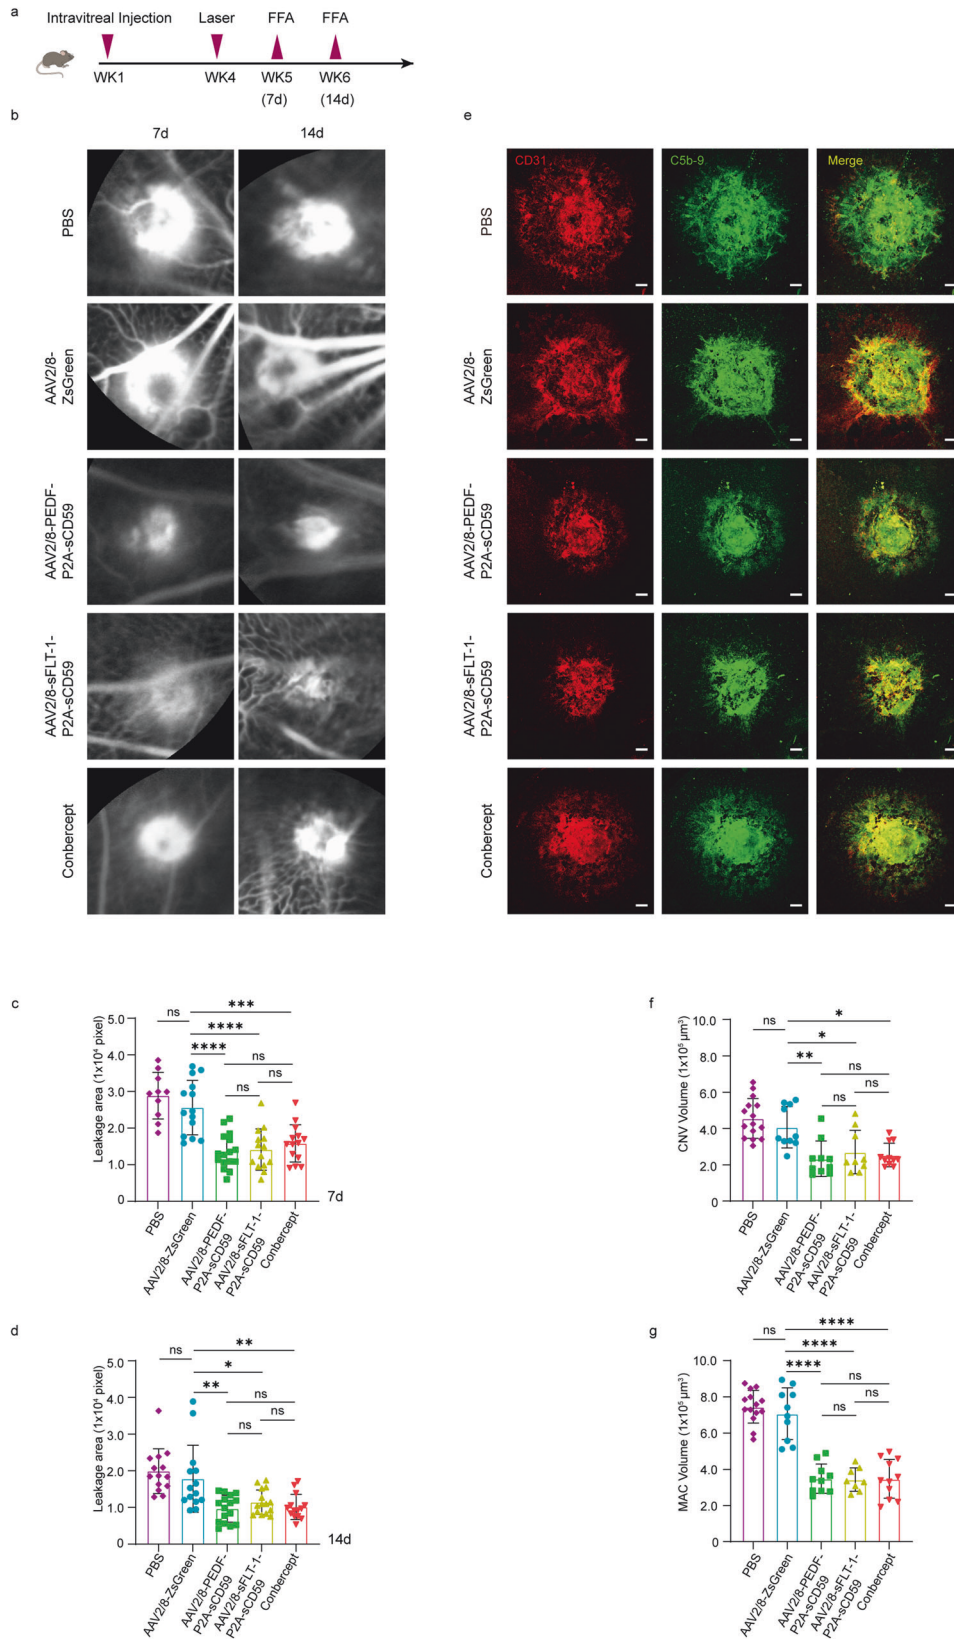 a
Intravitreal Injection
Laser
FFA
FFA
WK1
WK4
WK5
WK6
(7d)
(14d)
b
7d
14d
PBS
AAV2/8-
ZsGreen
AAV2/8-PEDF-
P2A-sCD59
AAV2/8-sFLT-1-
P2A-sCD59
Conbercept
e
CD31
C5b-9
Merge
PBS
AAV2/8-
ZsGreen
AAV2/8-PEDF-
P2A-sCD59
AAV2/8-sFLT-1-
P2A-sCD59
Conbercept
c
Leakage area (1x10⁴ pixel)
5.0
4.0
3.0
2.0
1.0
0
ns
***
****
****
ns
ns
ns
7d
PBS
AAV2/8-ZsGreen
AAV2/8-PEDF-
P2A-sCD59
AAV2/8-sFLT-1-
P2A-sCD59
Conbercept
f
CNV Volume (1x10⁵ μm³)
10.0
8.0
6.0
4.0
2.0
0
ns
*
*
**
ns
ns
ns
PBS
AAV2/8-ZsGreen
AAV2/8-PEDF-
P2A-sCD59
AAV2/8-sFLT-1-
P2A-sCD59
Conbercept
d
Leakage area (1x10⁴ pixel)
5.0
4.0
3.0
2.0
1.0
0
ns
**
*
**
ns
ns
ns
14d
PBS
AAV2/8-ZsGreen
AAV2/8-PEDF-
P2A-sCD59
AAV2/8-sFLT-1-
P2A-sCD59
Conbercept
g
MAC Volume (1x10⁵ μm³)
10.0
8.0
6.0
4.0
2.0
0
ns
****
****
****
ns
ns
ns
PBS
AAV2/8-ZsGreen
AAV2/8-PEDF-
P2A-sCD59
AAV2/8-sFLT-1-
P2A-sCD59
Conbercept